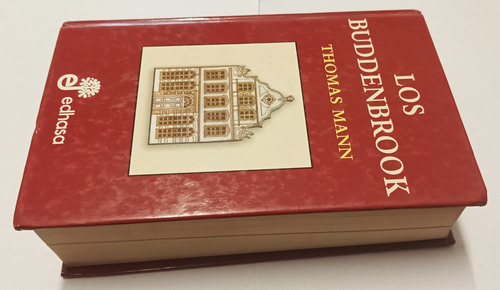 LOS
BUDDENBROOK
THOMAS MANN
edhasa